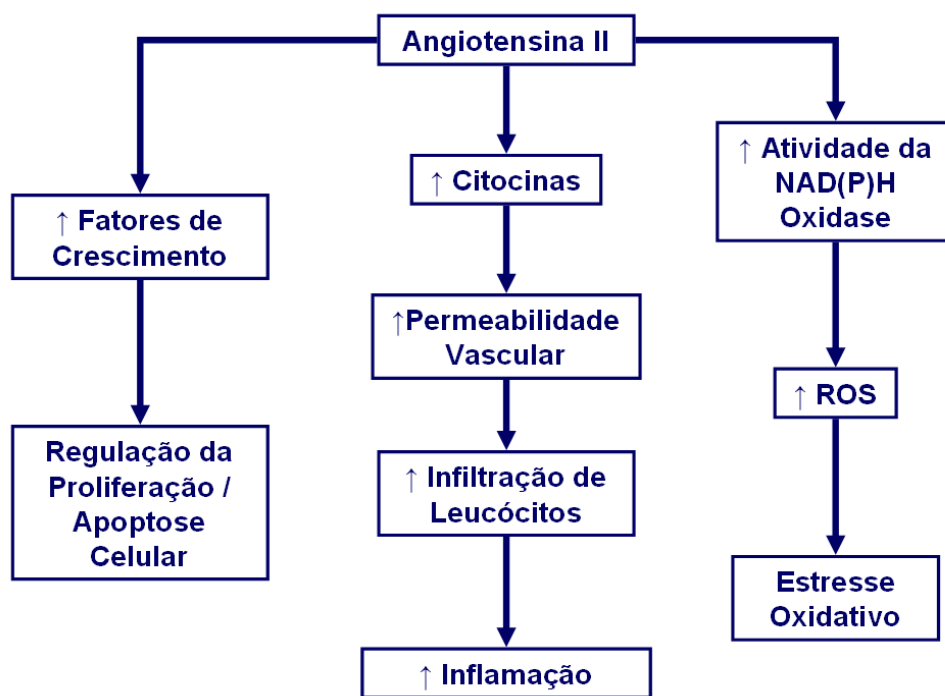 Angiotensina II
↑ Fatores de
Crescimento
Regulação da
Proliferação /
Apoptose
Celular
↑ Citocinas
↑Permeabilidade
Vascular
↑ Infiltração de
Leucócitos
↑ Inflamação
↑ Atividade da
NAD(P)H
Oxidase
↑ ROS
Estresse
Oxidativo